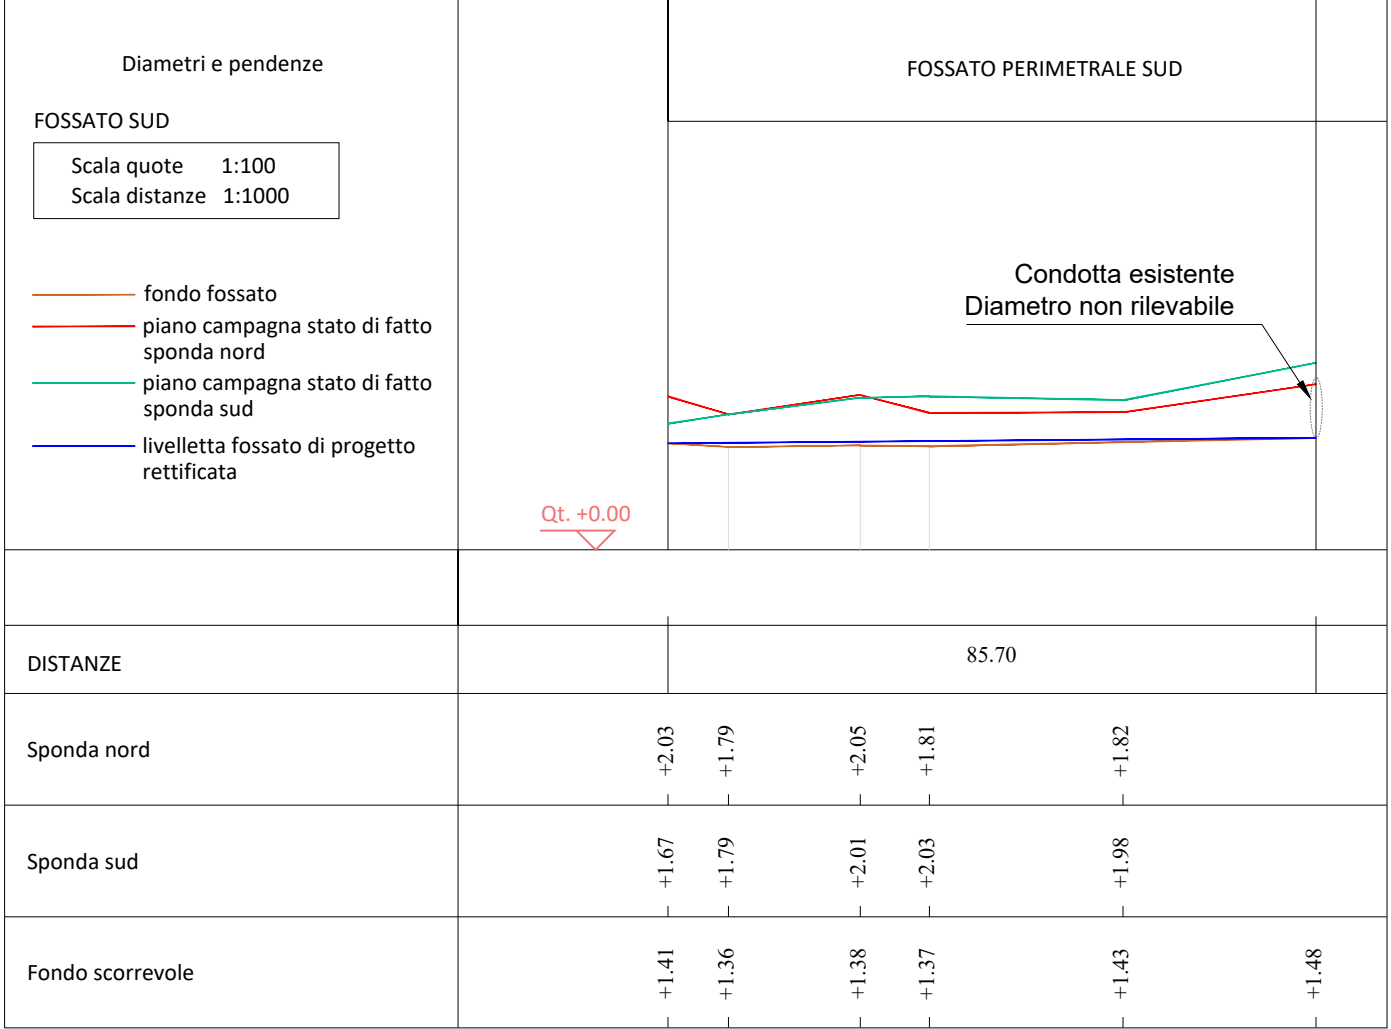 Diametri e pendenze
FOSSATO PERIMETRALE SUD
FOSSATO SUD
Scala quote 1:100
Scala distanze 1:1000
fondo fossato
piano campagna stato di fatto
sponda nord
piano campagna stato di fatto
sponda sud
livelletta fossato di progetto
rettificata
Condotta esistente
Diametro non rilevabile
Qt. +0.00
DISTANZE 85.70
Sponda nord +2.03 +1.79 +2.05 +1.81 +1.82
Sponda sud +1.67 +1.79 +2.01 +2.03 +1.98
Fondo scorrevole +1.41 +1.36 +1.38 +1.37 +1.43 +1.48